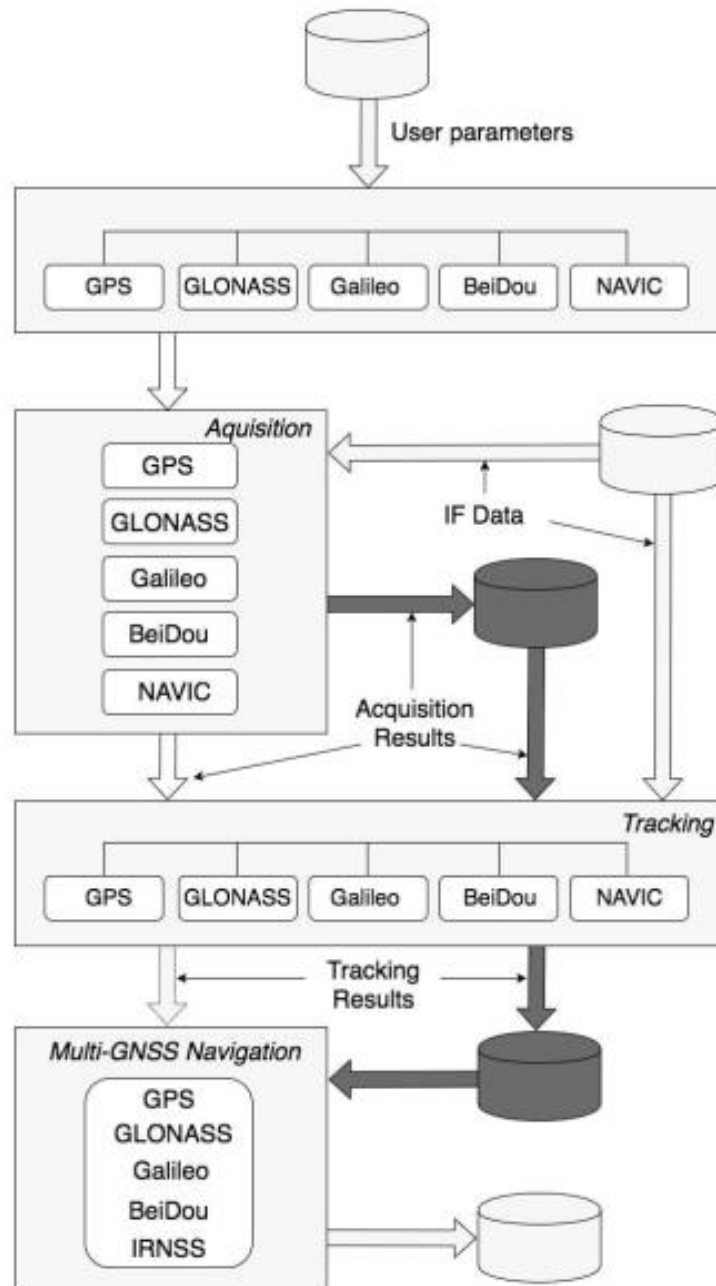 User parameters
GPS
GLONASS
Galileo
BeiDou
NAVIC
Aquisition
GPS
GLONASS
Galileo
BeiDou
NAVIC
IF Data
Acquisition
Results
Tracking
GPS
GLONASS
Galileo
BeiDou
NAVIC
Tracking
Results
Multi-GNSS Navigation
GPS
GLONASS
Galileo
BeiDou
IRNSS